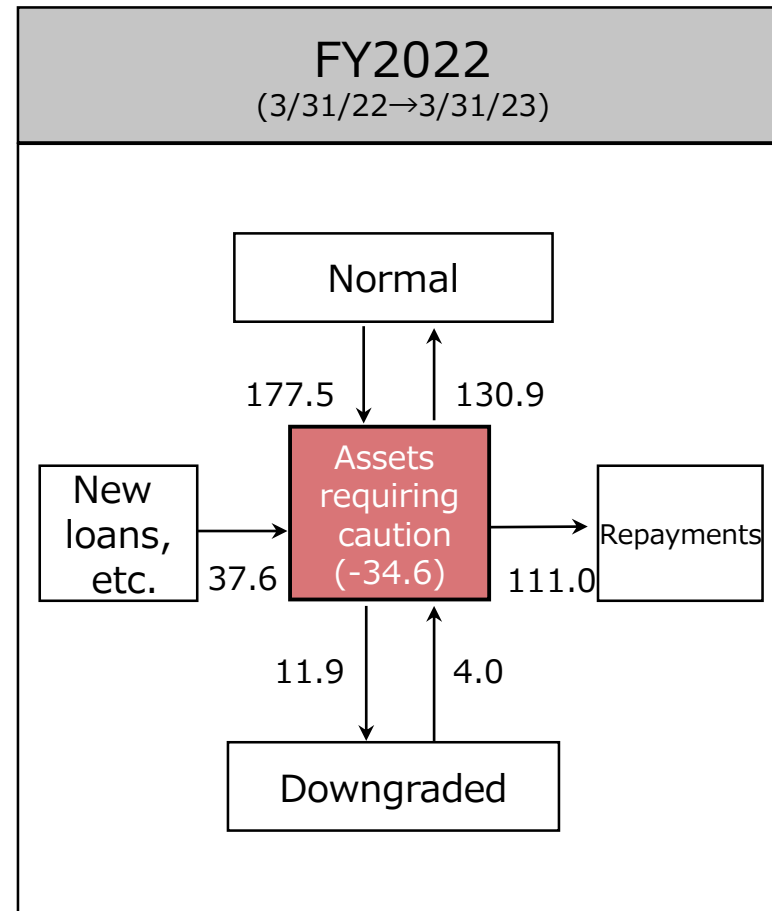 FY2022
(3/31/22→3/31/23)
Normal
177.5
130.9
New
loans,
etc.
37.6
Assets
requiring
caution
(-34.6)
Repayments
111.0
11.9
4.0
Downgraded